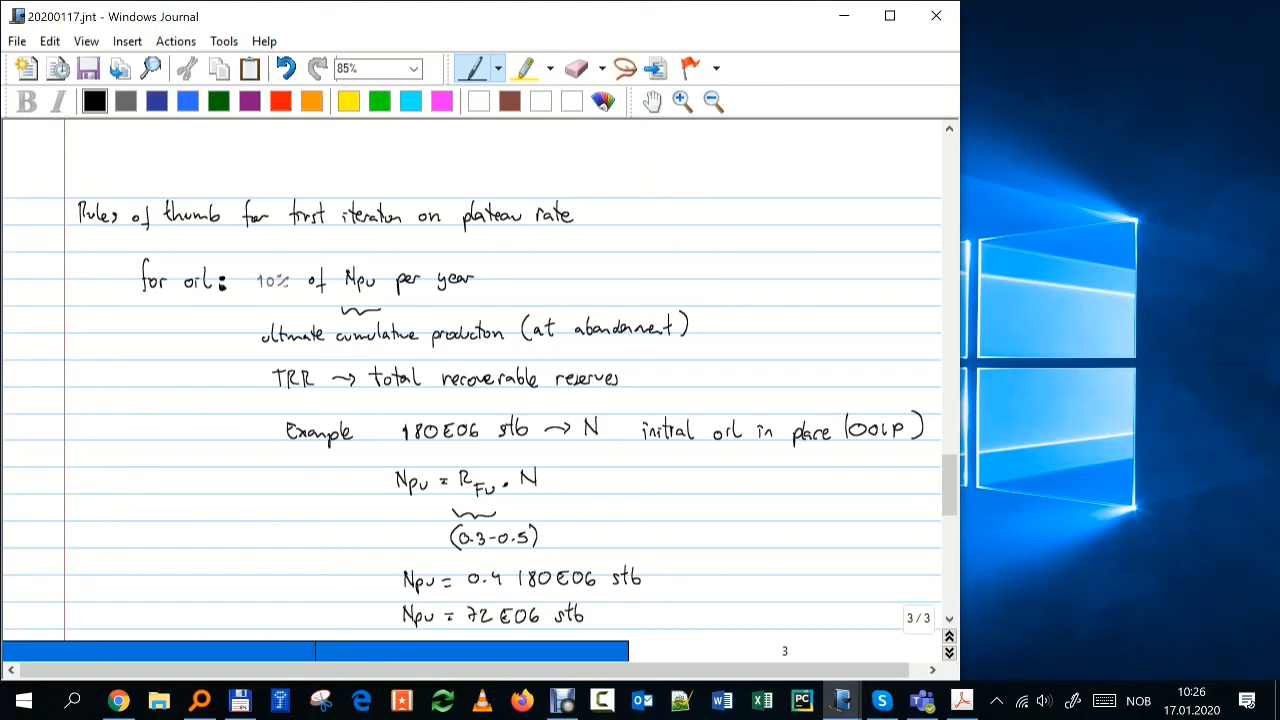 20200117.jnt - Windows Journal
File Edit View Insert Actions Tools Help
85%
B I
Rules of thumb for first iteration on plateau rate
for oil: 10% of Npu per year
ultimate cumulative production (at abandonment)
TRR → total recoverable reserves
Example 180E06 stb → N initial oil in place (OOIP)
Npu = RFu . N
(0.3-0.5)
Npu = 0.4 180E06 stb
Npu = 72E06 stb
3 / 3
3
NOB
10:26
17.01.2020